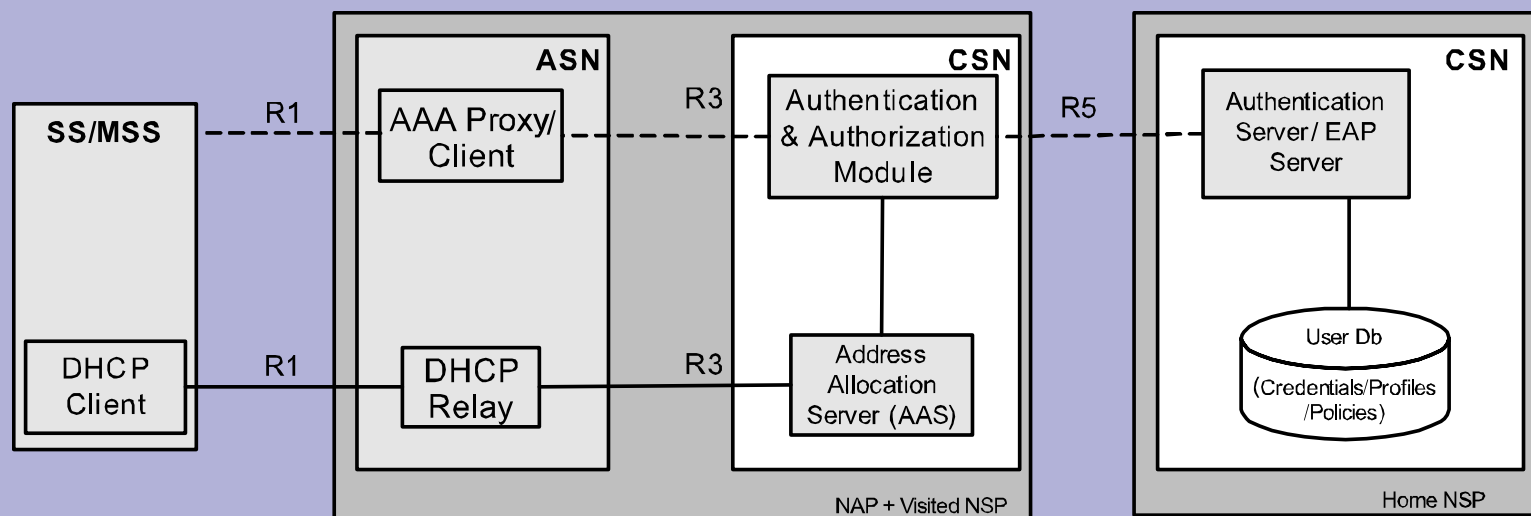 ASN
CSN
CSN
SS/MSS
R1
AAA Proxy/
Client
R3
Authentication
& Authorization
Module
R5
Authentication
Server/ EAP
Server
DHCP
Client
R1
DHCP
Relay
R3
Address
Allocation
Server (AAS)
User Db
(Credentials/Profiles
/Policies)
NAP + Visited NSP
Home NSP